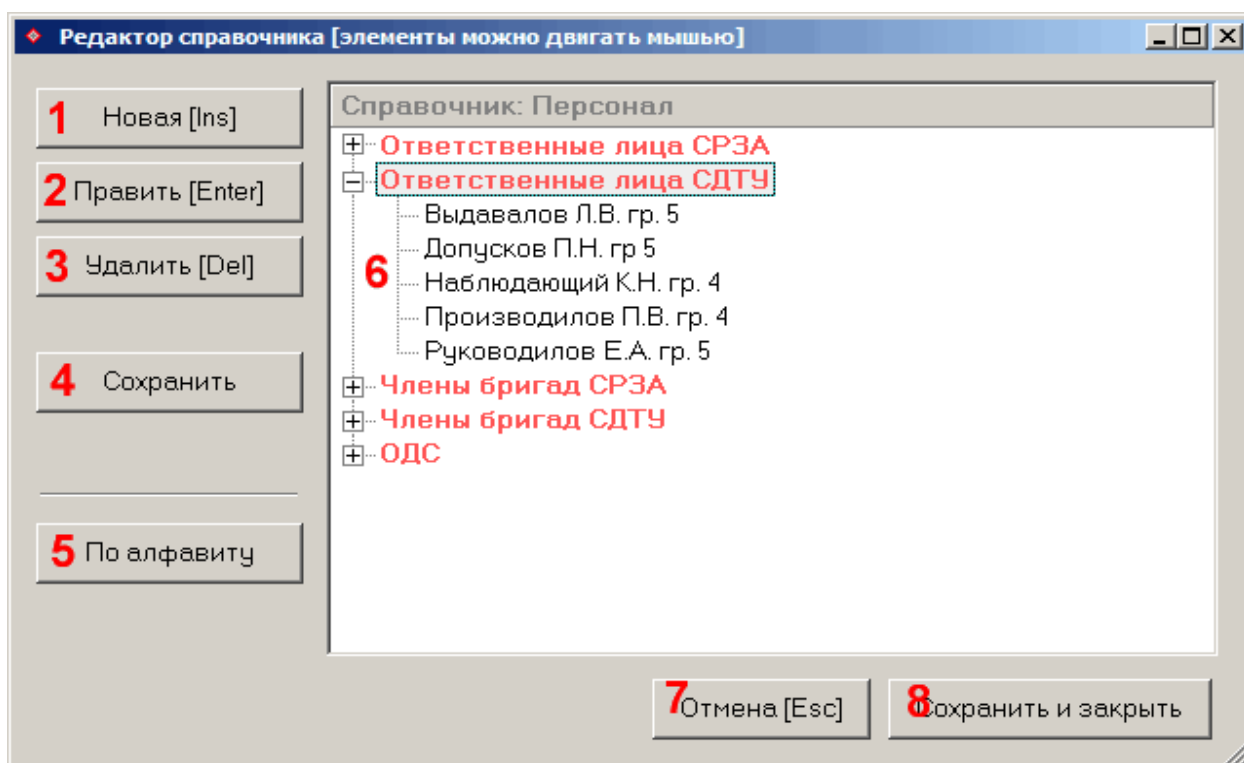 Редактор справочника [элементы можно двигать мышью]
1 Новая [Ins]
2 Править [Enter]
3 Удалить [Del]
4 Сохранить
5 По алфавиту
Справочник: Персонал
Ответственные лица СРЗА
Ответственные лица СДТУ
Выдавалов Л.В. гр. 5
Допусков П.Н. гр 5
6
Наблюдающий К.Н. гр. 4
Производилов П.В. гр. 4
Руководилов Е.А. гр. 5
Члены бригад СРЗА
Члены бригад СДТУ
ОДС
7 Отмена [Esc]
8 Сохранить и закрыть